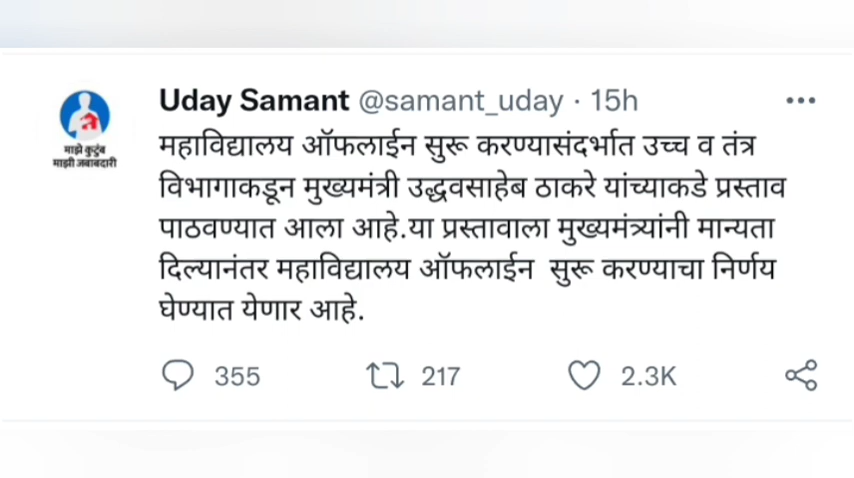 Uday Samant @samant_uday · 15h
माझे कुटुंब
माझी जबाबदारी
महाविद्यालय ऑफलाईन सुरू करण्यासंदर्भात उच्च व तंत्र
विभागाकडून मुख्यमंत्री उद्धवसाहेब ठाकरे यांच्याकडे प्रस्ताव
पाठवण्यात आला आहे.या प्रस्तावाला मुख्यमंत्र्यांनी मान्यता
दिल्यानंतर महाविद्यालय ऑफलाईन सुरू करण्याचा निर्णय
घेण्यात येणार आहे.
355 217 2.3K